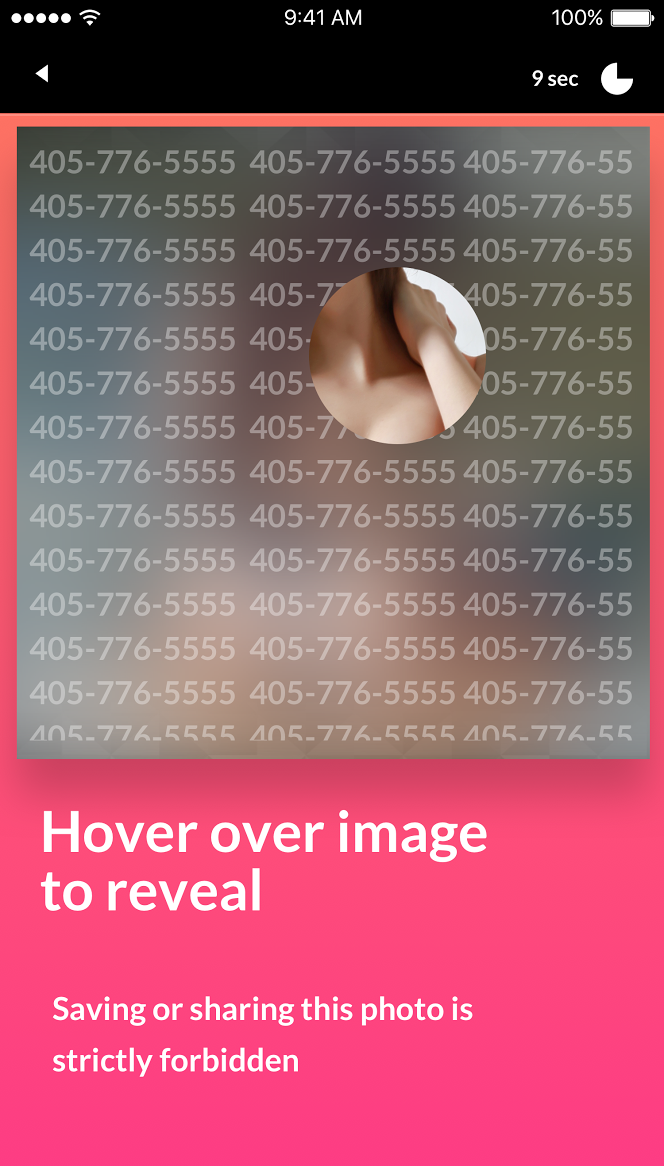 9:41 AM 100%
9 sec
405-776-5555 405-776-5555 405-776-55
405-776-5555 405-776-5555 405-776-55
405-776-5555 405-776-5555 405-776-55
405-776-5555 405-7 405-776-55
405-776-5555 405- 05-776-55
405-776-5555 405- 05-776-55
405-776-5555 405-77 5 405-776-55
405-776-5555 405-776-5555 405-776-55
405-776-5555 405-776-5555 405-776-55
405-776-5555 405-776-5555 405-776-55
405-776-5555 405-776-5555 405-776-55
405-776-5555 405-776-5555 405-776-55
405-776-5555 405-776-5555 405-776-55
405-776-5555 405-776-5555 405-776-55
Hover over image
to reveal
Saving or sharing this photo is
strictly forbidden